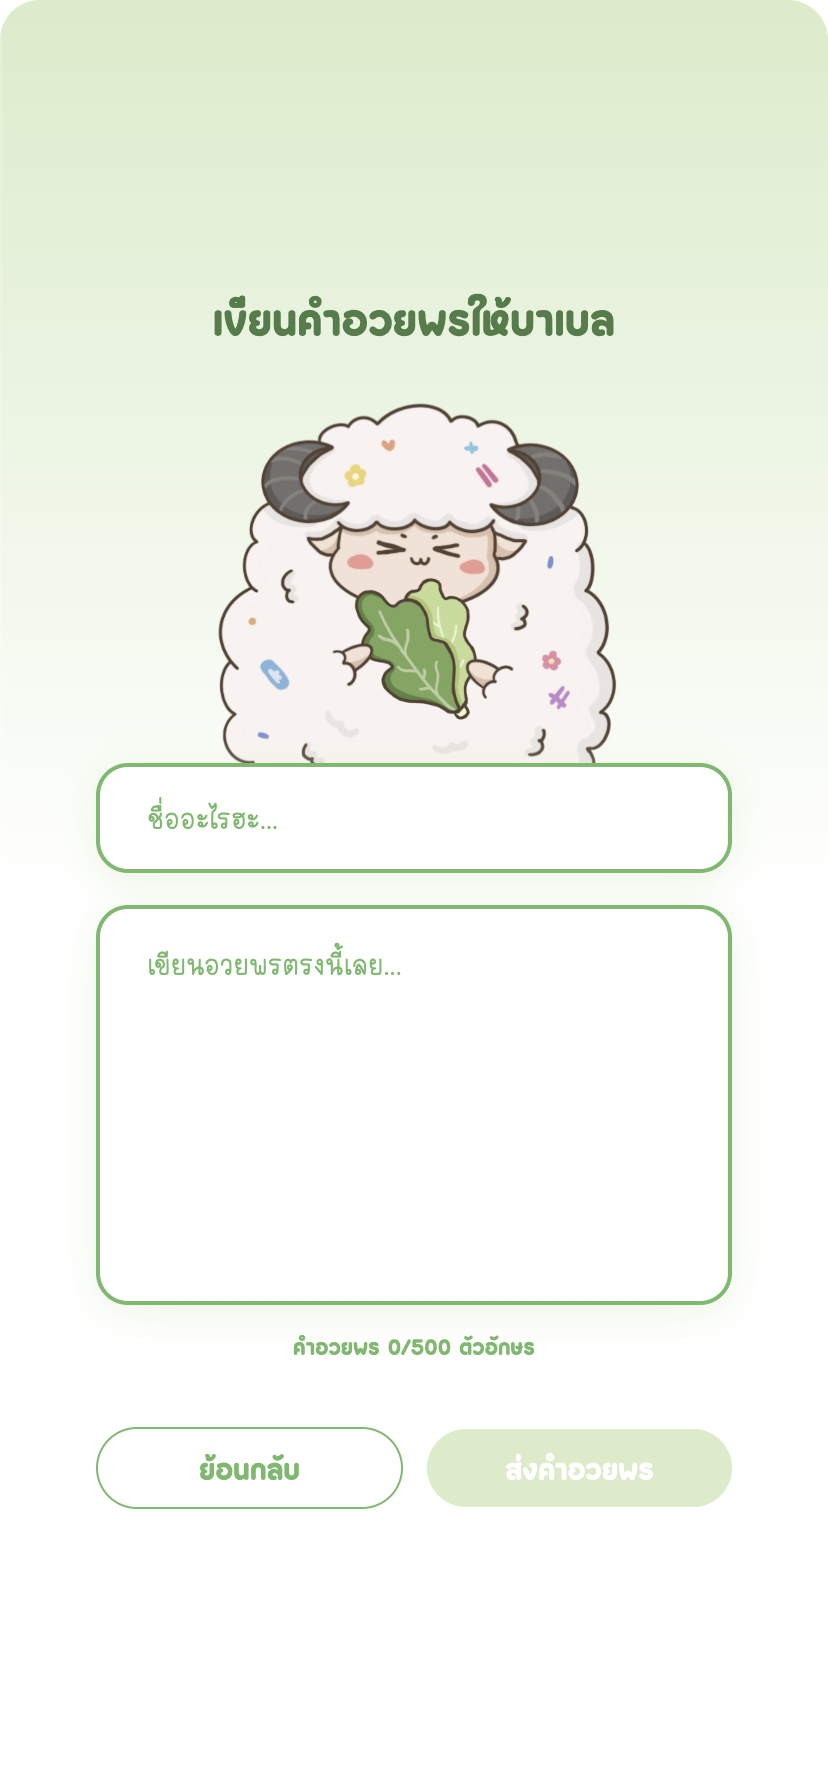 เขียนคำอวยพรให้บาเบล
ชื่ออะไรฮะ...
เขียนอวยพรตรงนี้เลย...
คำอวยพร 0/500 ตัวอักษร
ย้อนกลับ
ส่งคำอวยพร